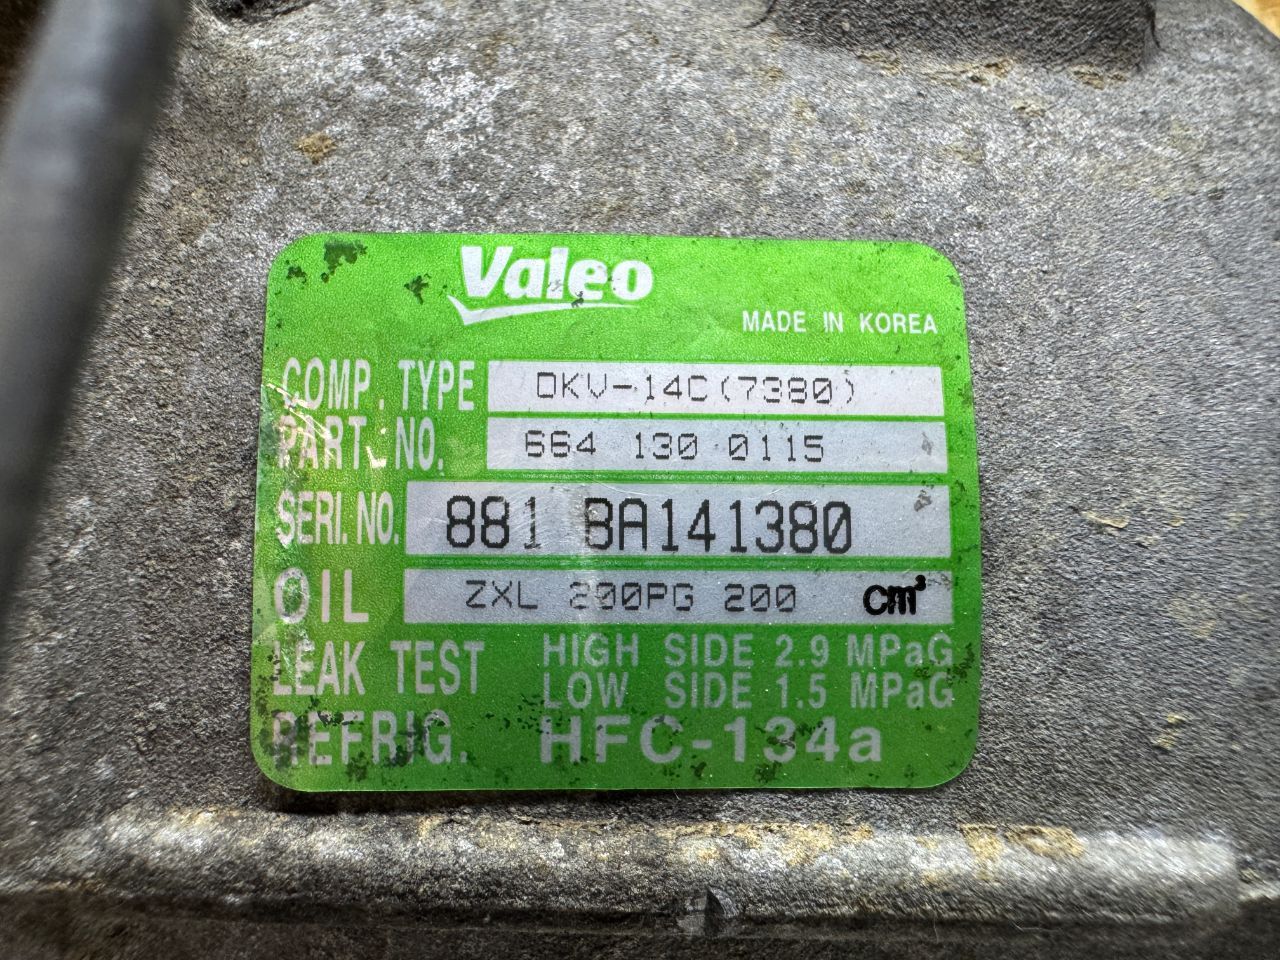 Valeo
MADE IN KOREA
COMP. TYPE DKV-14C(7380)
PART. NO. 664 130 0115
SERI. NO. 881 BA141380
OIL ZXL 200PG 200 cm³
LEAK TEST HIGH SIDE 2.9 MPaG
LOW SIDE 1.5 MPaG
REFRIG. HFC-134a